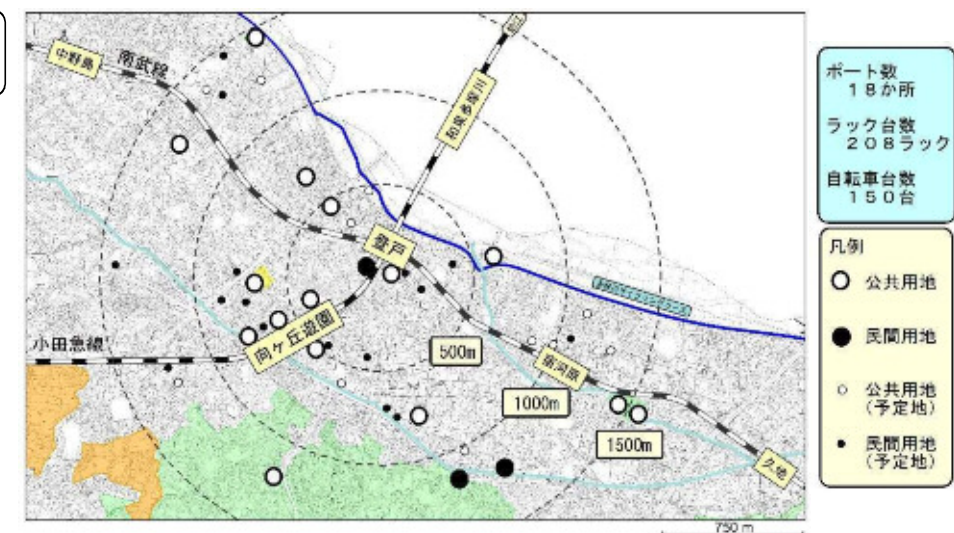 中野島
南武線
和泉多摩川
登戸
向ヶ丘遊園
小田急線
宿河原
久地
500m
1000m
1500m
750 m
ポート数
18か所
ラック台数
208ラック
自転車台数
150台
凡例
公共用地
民間用地
公共用地
(予定地)
民間用地
(予定地)